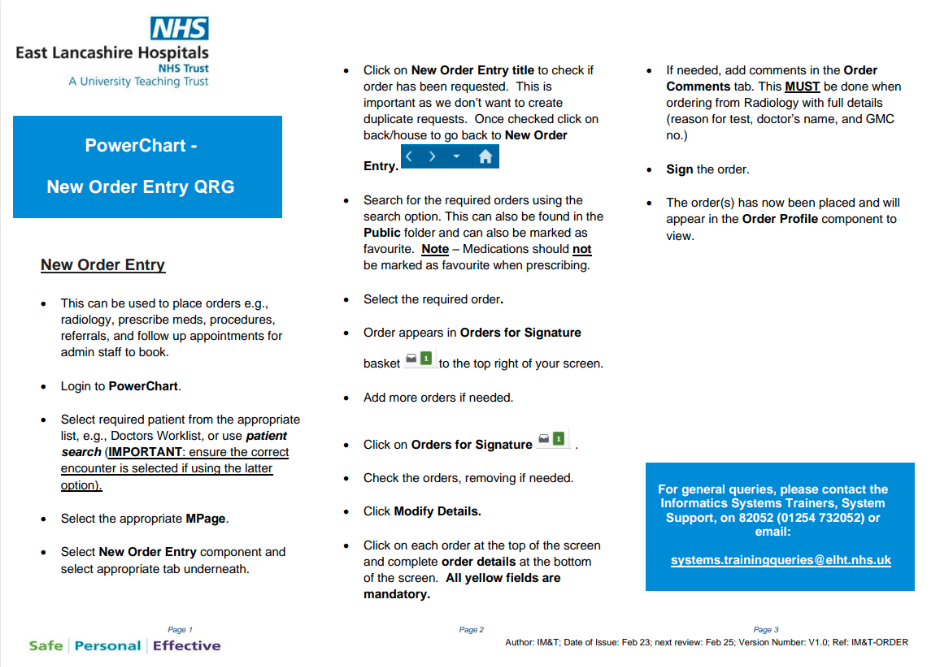 NHS
East Lancashire Hospitals
NHS Trust
A University Teaching Trust
PowerChart -
New Order Entry QRG
New Order Entry
• This can be used to place orders e.g.,
radiology, prescribe meds, procedures,
referrals, and follow up appointments for
admin staff to book.
• Login to PowerChart.
• Select required patient from the appropriate
list, e.g., Doctors Worklist, or use patient
search (IMPORTANT: ensure the correct
encounter is selected if using the latter
option).
• Select the appropriate MPage.
• Select New Order Entry component and
select appropriate tab underneath.
Page 1
Safe | Personal | Effective
• Click on New Order Entry title to check if
order has been requested. This is
important as we don't want to create
duplicate requests. Once checked click on
back/house to go back to New Order
Entry.
• Search for the required orders using the
search option. This can also be found in the
Public folder and can also be marked as
favourite. Note – Medications should not
be marked as favourite when prescribing.
• Select the required order.
• Order appears in Orders for Signature
basket 1 to the top right of your screen.
• Add more orders if needed.
• Click on Orders for Signature 1 .
• Check the orders, removing if needed.
• Click Modify Details.
• Click on each order at the top of the screen
and complete order details at the bottom
of the screen. All yellow fields are
mandatory.
Page 2
• If needed, add comments in the Order
Comments tab. This MUST be done when
ordering from Radiology with full details
(reason for test, doctor's name, and GMC
no.)
• Sign the order.
• The order(s) has now been placed and will
appear in the Order Profile component to
view.
For general queries, please contact the
Informatics Systems Trainers, System
Support, on 82052 (01254 732052) or
email:
systems.trainingqueries@elht.nhs.uk
Page 3
Author: IM&T; Date of Issue: Feb 23; next review: Feb 25; Version Number: V1.0; Ref: IM&T-ORDER